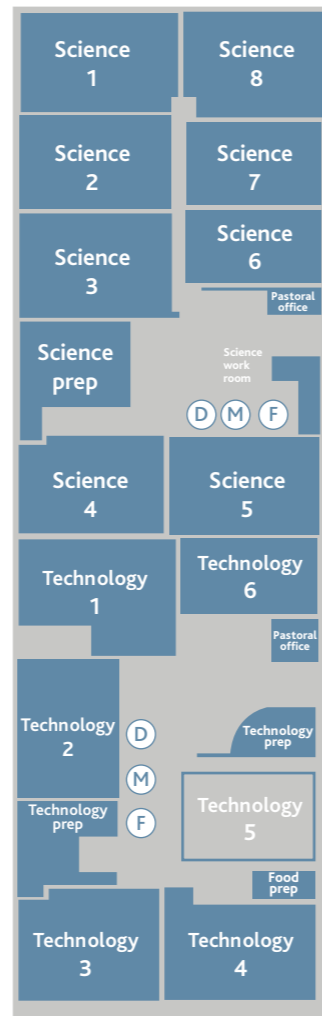 Science
1
Science
8
Science
2
Science
7
Science
3
Science
6
Pastoral
office
Science
prep
Science
work
room
D M F
Science
4
Science
5
Technology
1
Technology
6
Pastoral
office
Technology
2
D
M
F
Technology
prep
Technology
prep
Technology
5
Food
prep
Technology
3
Technology
4